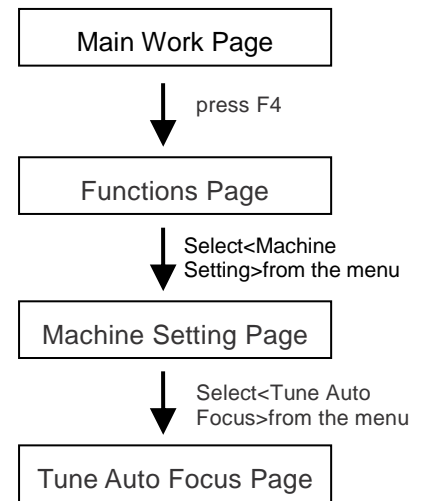 Main Work Page
press F4
Functions Page
Select<Machine
Setting>from the menu
Machine Setting Page
Select<Tune Auto
Focus>from the menu
Tune Auto Focus Page